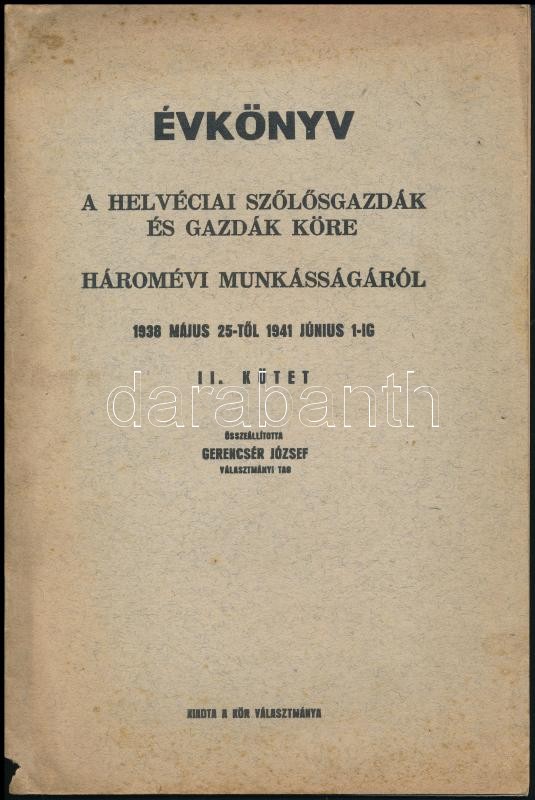 ÉVKÖNYV
A HELVÉCIAI SZŐLŐSGAZDÁK
ÉS GAZDÁK KÖRE
HÁROMÉVI MUNKÁSSÁGÁRÓL
1938 MÁJUS 25-TŐL 1941 JÚNIUS 1-IG
II. KÖTET
darabanth
ÖSSZEÁLLÍTOTTA
GERENCSÉR JÓZSEF
VÁLASZTMÁNYI TAG
KIADTA A KÖR VÁLASZTMÁNYA